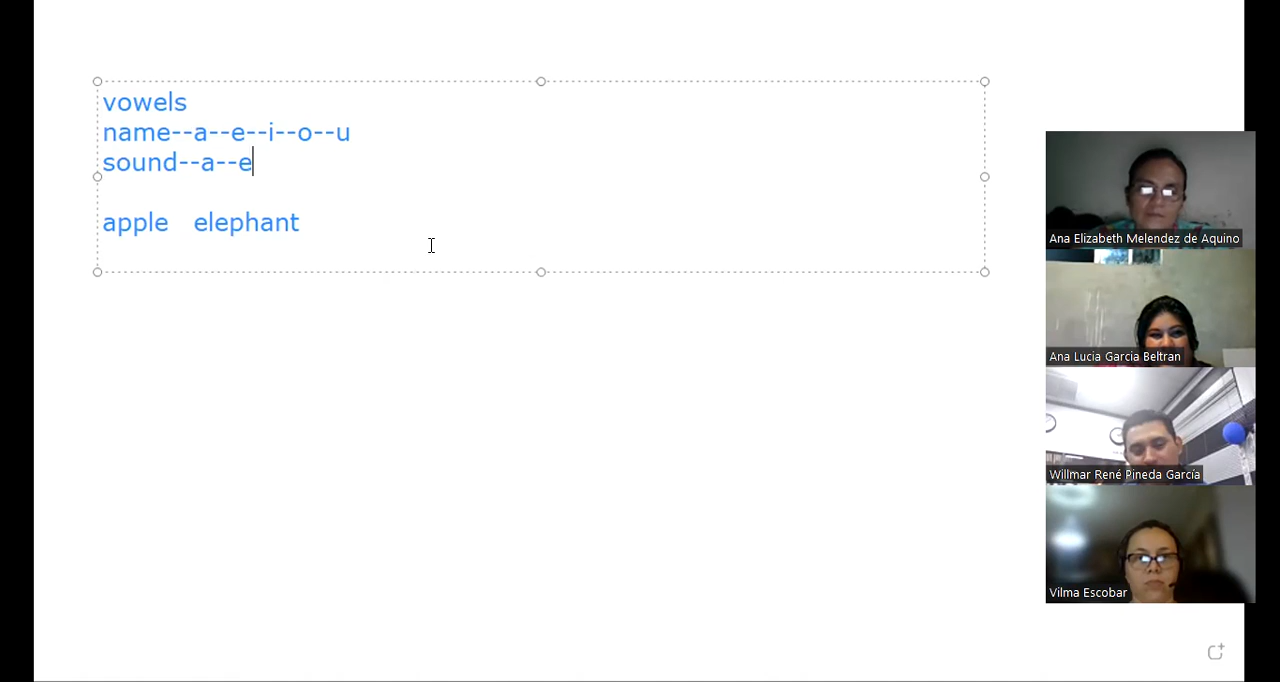 vowels
name--a--e--i--o--u
sound--a--e
apple elephant
Ana Elizabeth Melendez de Aquino
Ana Lucia Garcia Beltran
Willmar René Pineda García
Vilma Escobar